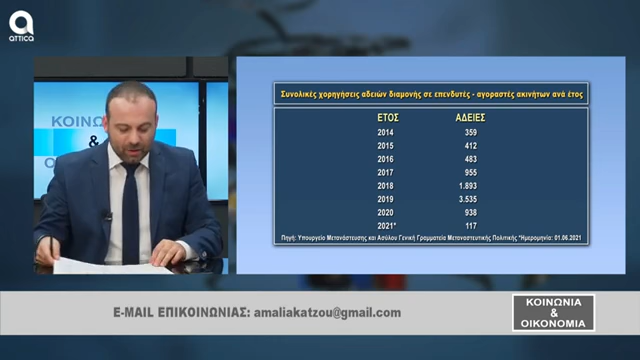 attica
ΚΟΙΝΩ
&
Συνολικές χορηγήσεις αδειών διαμονής σε επενδυτές - αγοραστές ακινήτων ανά έτος
ΕΤΟΣ ΑΔΕΙΕΣ
2014 359
2015 412
2016 483
2017 955
2018 1.893
2019 3.535
2020 938
2021* 117
Πηγή: Υπουργείο Μετανάστευσης και Ασύλου Γενική Γραμματεία Μεταναστευτικής Πολιτικής *Ημερομηνία: 01.06.2021
E-MAIL ΕΠΙΚΟΙΝΩΝΙΑΣ: amaliakatzou@gmail.com
ΚΟΙΝΩΝΙΑ
&
ΟΙΚΟΝΟΜΙΑ